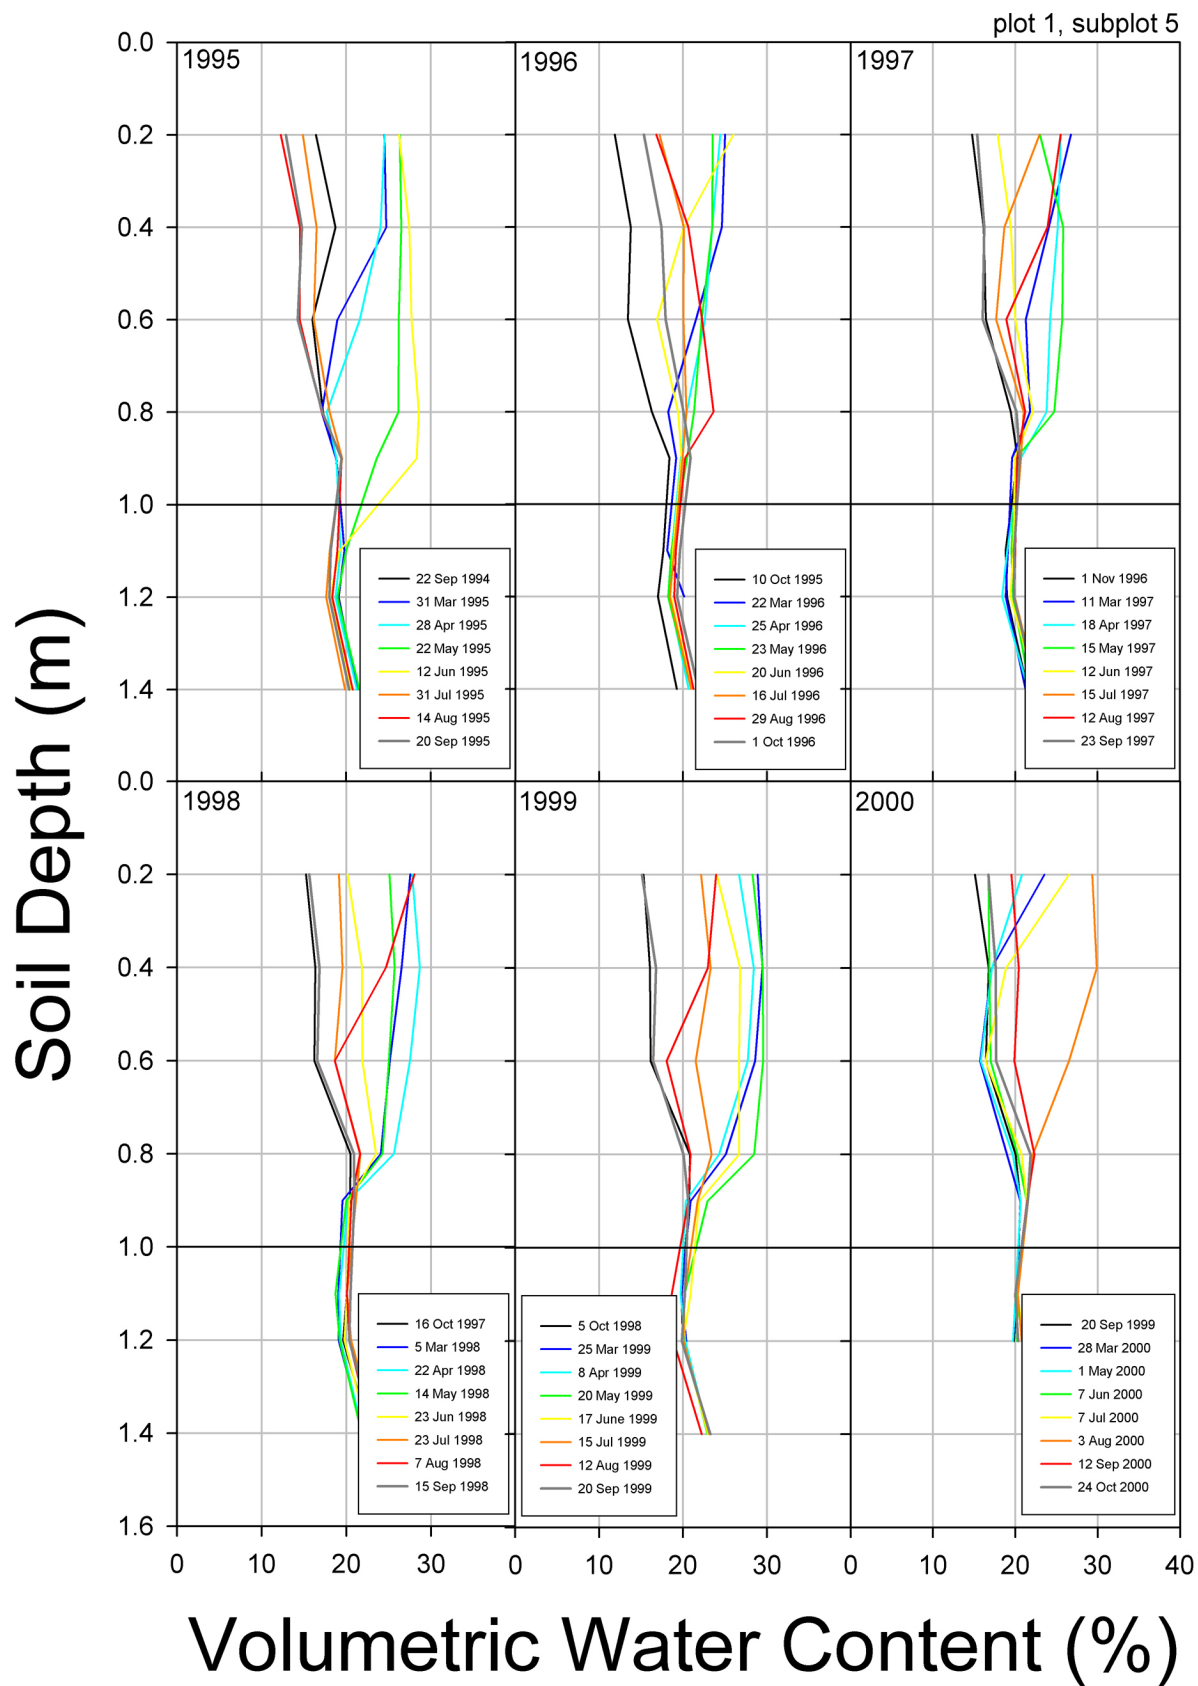 plot 1, subplot 5
Soil Depth (m)
0.0
0.2
0.4
0.6
0.8
1.0
1.2
1.4
1995
22 Sep 1994
31 Mar 1995
28 Apr 1995
22 May 1995
12 Jun 1995
31 Jul 1995
14 Aug 1995
20 Sep 1995
1996
10 Oct 1995
22 Mar 1996
25 Apr 1996
23 May 1996
20 Jun 1996
16 Jul 1996
29 Aug 1996
1 Oct 1996
1997
1 Nov 1996
11 Mar 1997
18 Apr 1997
15 May 1997
12 Jun 1997
15 Jul 1997
12 Aug 1997
23 Sep 1997
0.0
0.2
0.4
0.6
0.8
1.0
1.2
1.4
1.6
1998
16 Oct 1997
5 Mar 1998
22 Apr 1998
14 May 1998
23 Jun 1998
23 Jul 1998
7 Aug 1998
15 Sep 1998
1999
5 Oct 1998
25 Mar 1999
8 Apr 1999
20 May 1999
17 June 1999
15 Jul 1999
12 Aug 1999
20 Sep 1999
2000
20 Sep 1999
28 Mar 2000
1 May 2000
7 Jun 2000
7 Jul 2000
3 Aug 2000
12 Sep 2000
24 Oct 2000
0 10 20 30 0 10 20 30 0 10 20 30 40
Volumetric Water Content (%)